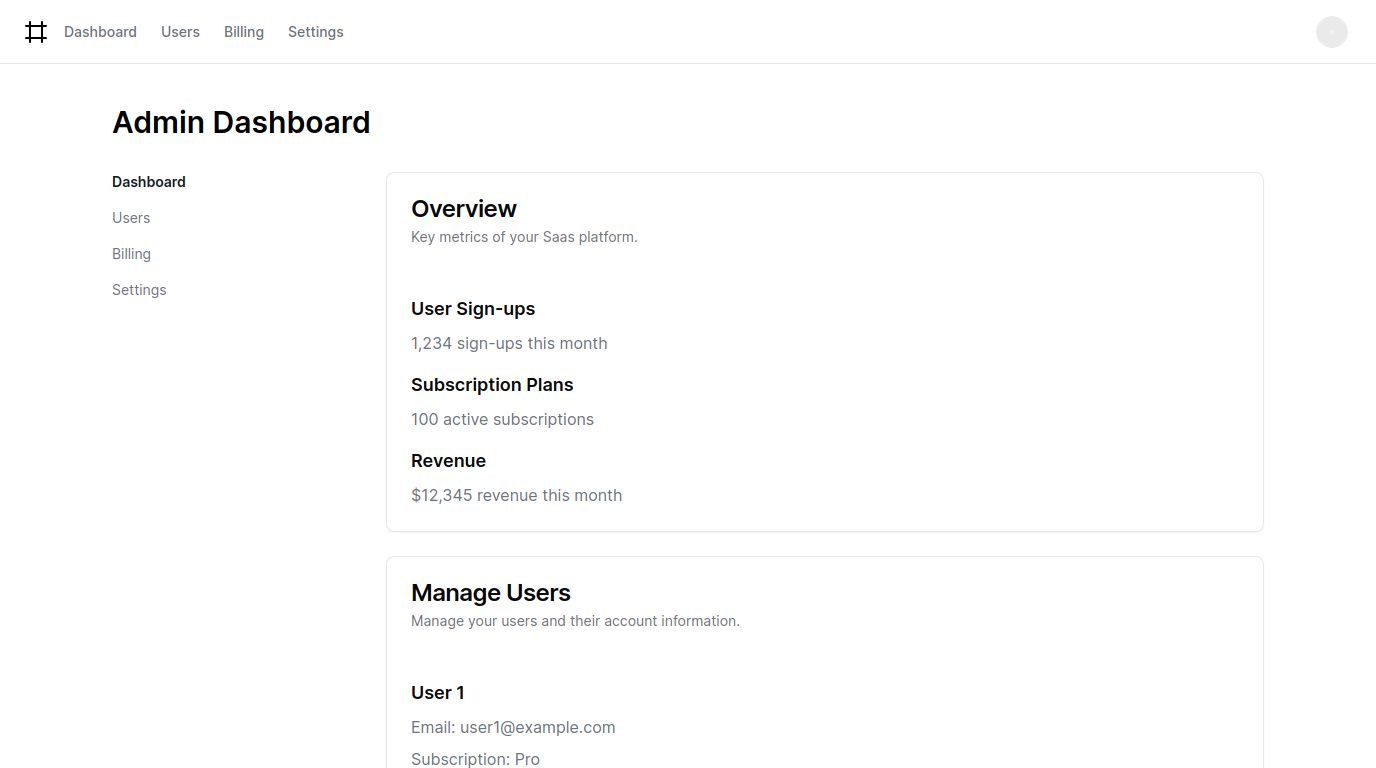 Dashboard Users Billing Settings
Admin Dashboard
Dashboard
Users
Billing
Settings
Overview
Key metrics of your Saas platform.
User Sign-ups
1,234 sign-ups this month
Subscription Plans
100 active subscriptions
Revenue
$12,345 revenue this month
Manage Users
Manage your users and their account information.
User 1
Email: user1@example.com
Subscription: Pro